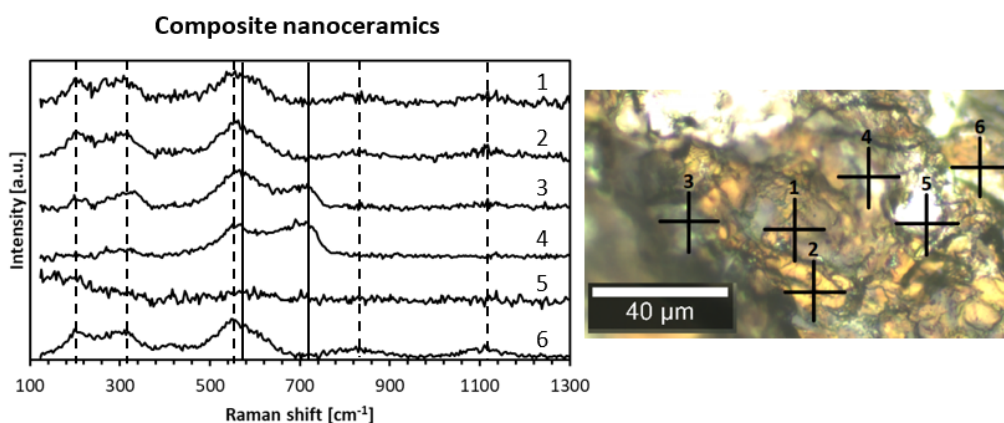 Composite nanoceramics
Intensity [a.u.]
1
2
3
4
5
6
100 300 500 700 900 1100 1300
Raman shift [cm-1]
6
4
3
1
5
2
40 µm